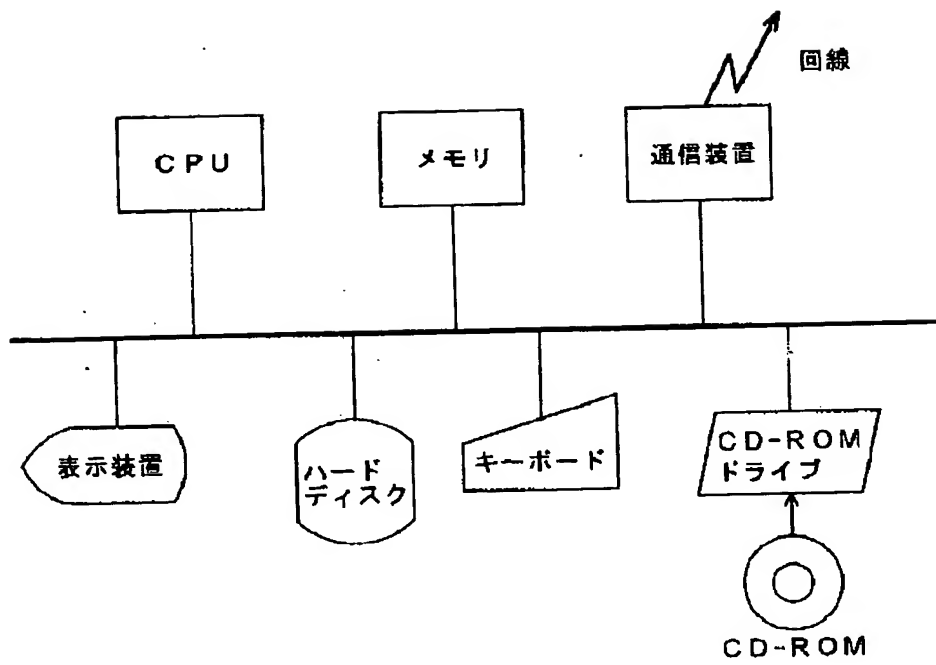 回線
CPU
メモリ
通信装置
表示装置
ハード
ディスク
キーボード
CD-ROM
ドライブ
CD-ROM